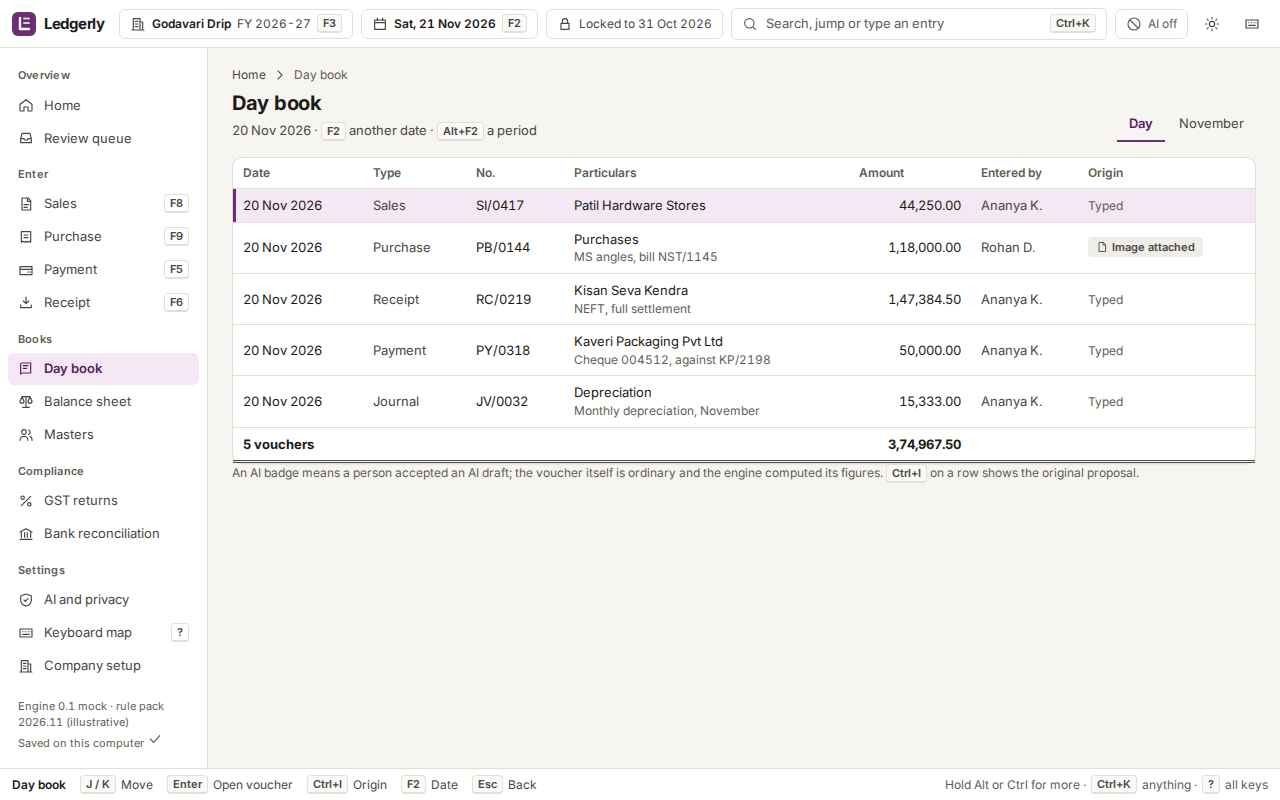 Ledgerly
Godavari Drip FY 2026-27 F3
Sat, 21 Nov 2026 F2
Locked to 31 Oct 2026
Search, jump or type an entry Ctrl+K
AI off
Overview
Home
Review queue
Enter
Sales F8
Purchase F9
Payment F5
Receipt F6
Books
Day book
Balance sheet
Masters
Compliance
GST returns
Bank reconciliation
Settings
AI and privacy
Keyboard map ?
Company setup
Engine 0.1 mock · rule pack
2026.11 (illustrative)
Saved on this computer
Home > Day book
Day book
20 Nov 2026 · F2 another date · Alt+F2 a period
Day November
Date Type No. Particulars Amount Entered by Origin
20 Nov 2026 Sales SI/0417 Patil Hardware Stores 44,250.00 Ananya K. Typed
20 Nov 2026 Purchase PB/0144 Purchases 1,18,000.00 Rohan D. Image attached
MS angles, bill NST/1145
20 Nov 2026 Receipt RC/0219 Kisan Seva Kendra 1,47,384.50 Ananya K. Typed
NEFT, full settlement
20 Nov 2026 Payment PY/0318 Kaveri Packaging Pvt Ltd 50,000.00 Ananya K. Typed
Cheque 004512, against KP/2198
20 Nov 2026 Journal JV/0032 Depreciation 15,333.00 Ananya K. Typed
Monthly depreciation, November
5 vouchers 3,74,967.50
An AI badge means a person accepted an AI draft; the voucher itself is ordinary and the engine computed its figures. Ctrl+I on a row shows the original proposal.
Day book J / K Move Enter Open voucher Ctrl+I Origin F2 Date Esc Back
Hold Alt or Ctrl for more · Ctrl+K anything · ? all keys